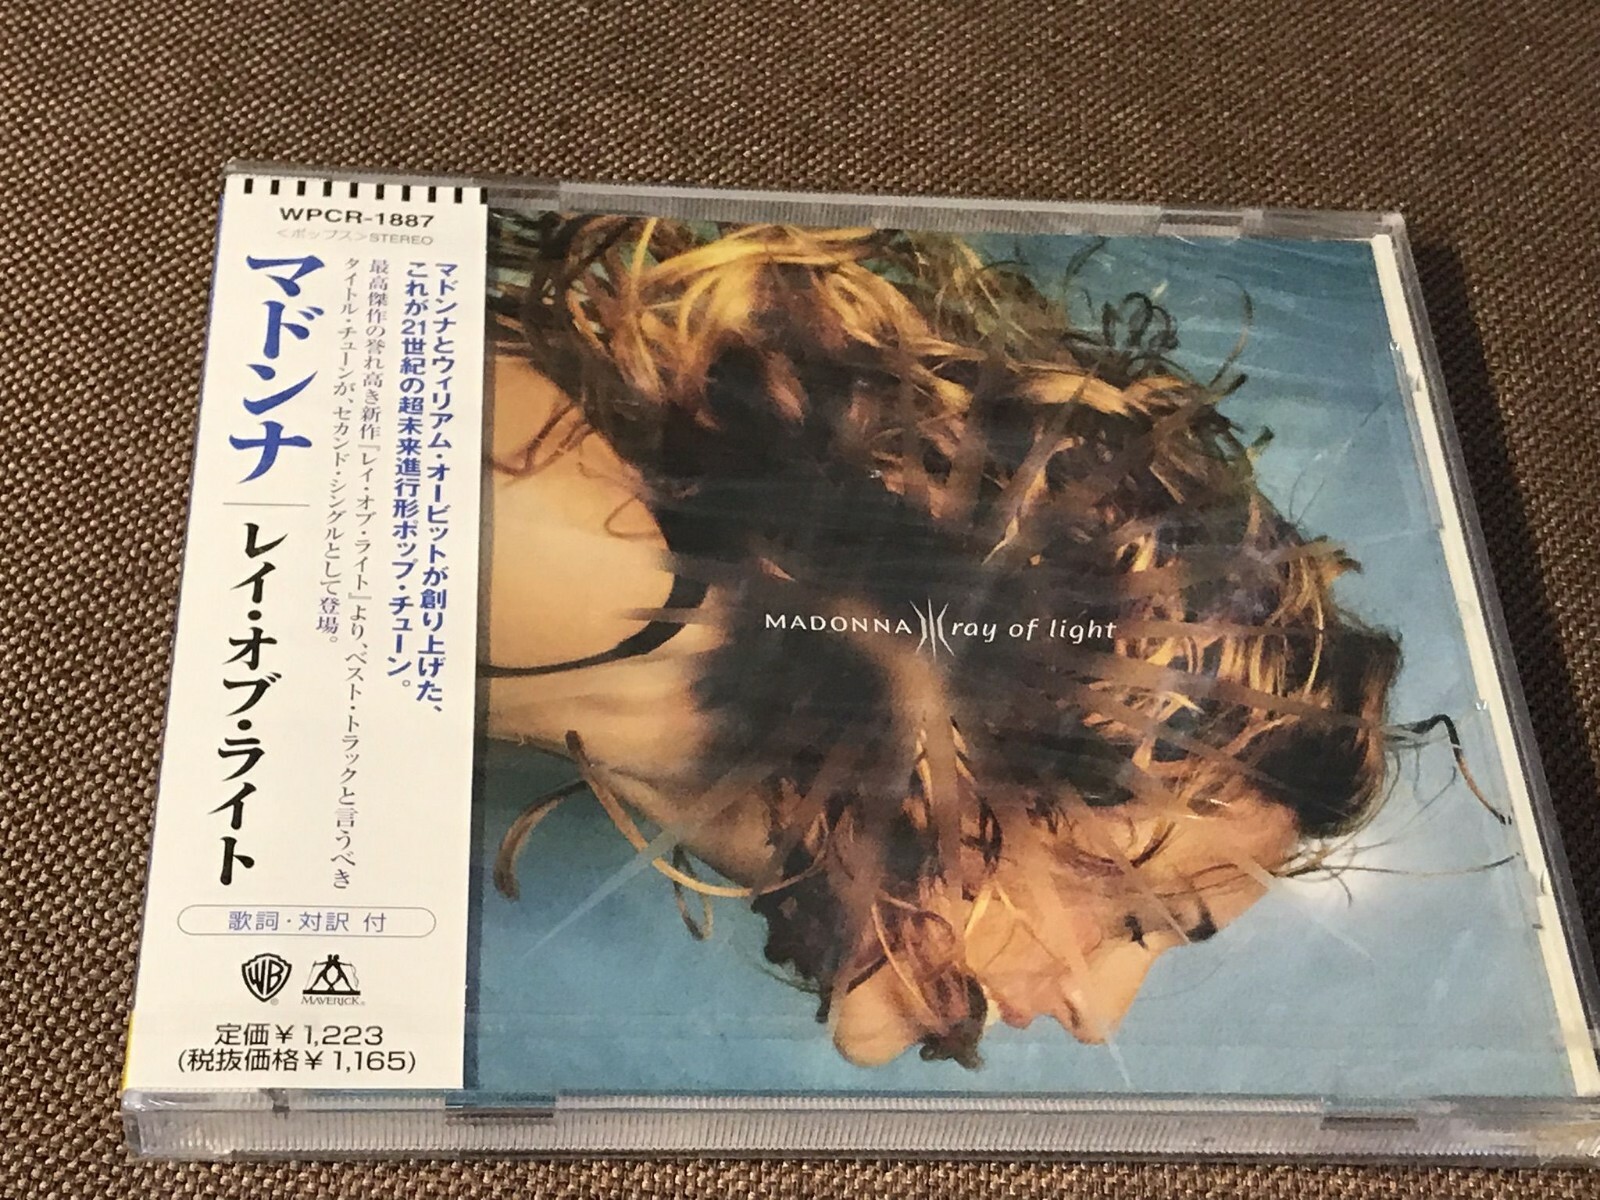 WPCR-1887
<ポップス>STEREO
マドンナ
レイ・オブ・ライト
マドンナとウィリアム・オービットが創り上げた、
これが21世紀の超未来進行形ポップ・チューン。
最高傑作の誉れ高き新作『レイ・オブ・ライト』より、ベスト・トラックと言うべき
タイトル・チューンが、セカンド・シングルとして登場。
歌詞・対訳 付
WB
MAVERICK
定価¥1,223
(税抜価格¥1,165)
MADONNA ray of light